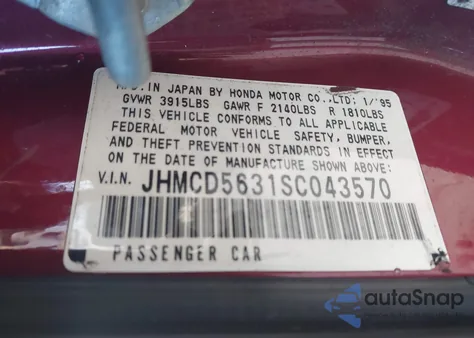 MFD. IN JAPAN BY HONDA MOTOR CO., LTD: 1/'95
GVWR 3915LBS GAWR F 2140LBS R 1810LBS
THIS VEHICLE CONFORMS TO ALL APPLICABLE
FEDERAL MOTOR VEHICLE SAFETY, BUMPER,
AND THEFT PREVENTION STANDARDS IN EFFECT
ON THE DATE OF MANUFACTURE SHOWN ABOVE:
V.I.N. JHMCD5631SC043570
PASSENGER CAR
autoSnap